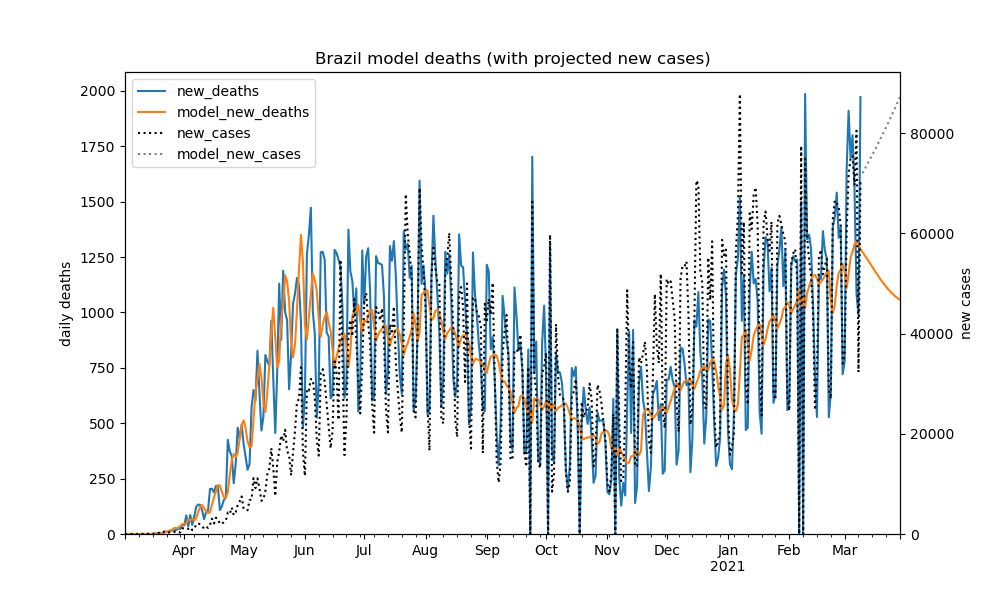 Brazil model deaths (with projected new cases)
new_deaths
model_new_deaths
new_cases
model_new_cases
daily deaths
2000
1750
1500
1250
1000
750
500
250
0
new cases
80000
60000
40000
20000
0
Apr May Jun Jul Aug Sep Oct Nov Dec Jan Feb Mar
2021